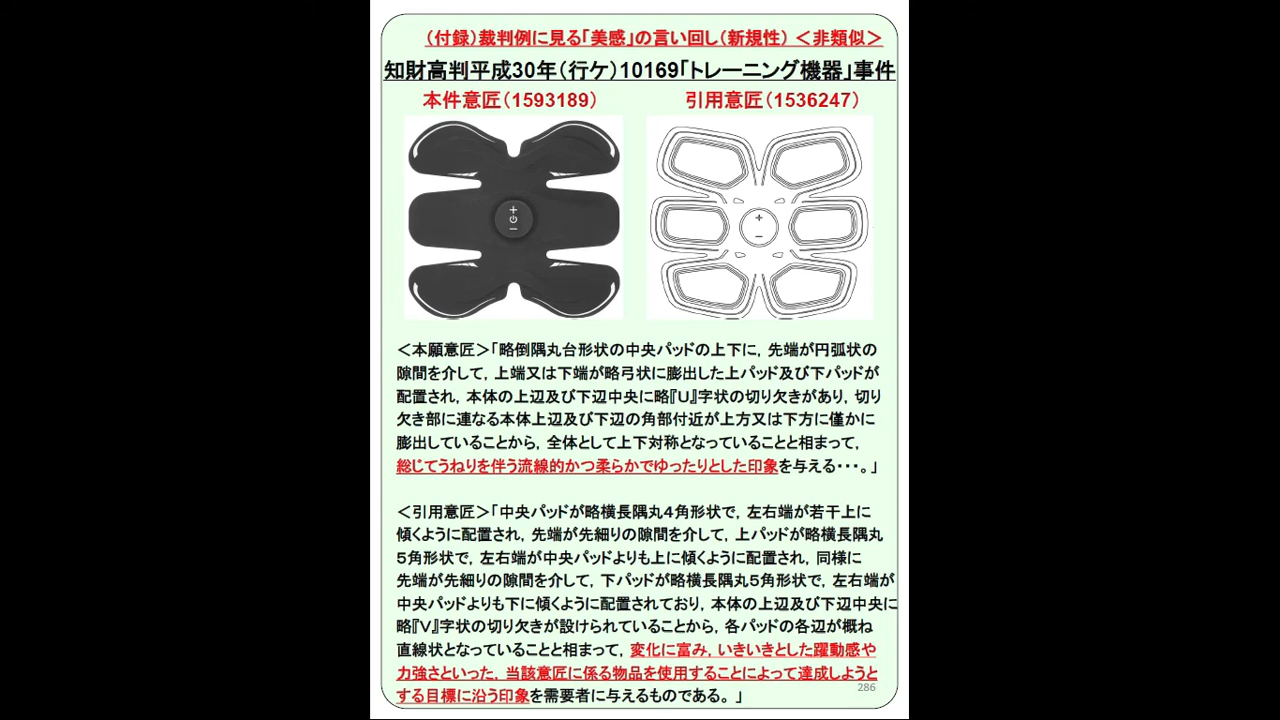 （付録）裁判例に見る「美感」の言い回し（新規性）＜非類似＞
知財高判平成30年（行ケ）10169「トレーニング機器」事件
本件意匠（1593189）
引用意匠（1536247）
＜本願意匠＞「略倒隅丸台形状の中央パッドの上下に，先端が円弧状の
隙間を介して，上端又は下端が略弓状に膨出した上パッド及び下パッドが
配置され，本体の上辺及び下辺中央に略『Ｕ』字状の切り欠きがあり，切り
欠き部に連なる本体上辺及び下辺の角部付近が上方又は下方に僅かに
膨出していることから，全体として上下対称となっていることと相まって，
総じてうねりを伴う流線的かつ柔らかでゆったりとした印象を与える・・・。」
＜引用意匠＞「中央パッドが略横長隅丸４角形状で，左右端が若干上に
傾くように配置され，先端が先細りの隙間を介して，上パッドが略横長隅丸
５角形状で，左右端が中央パッドよりも上に傾くように配置され，同様に
先端が先細りの隙間を介して，下パッドが略横長隅丸５角形状で，左右端が
中央パッドよりも下に傾くように配置されており，本体の上辺及び下辺中央に
略『Ｖ』字状の切り欠きが設けられていることから，各パッドの各辺が概ね
直線状となっていることと相まって，変化に富み，いきいきとした躍動感や
力強さといった，当該意匠に係る物品を使用することによって達成しようと
する目標に沿う印象を需要者に与えるものである。」
286